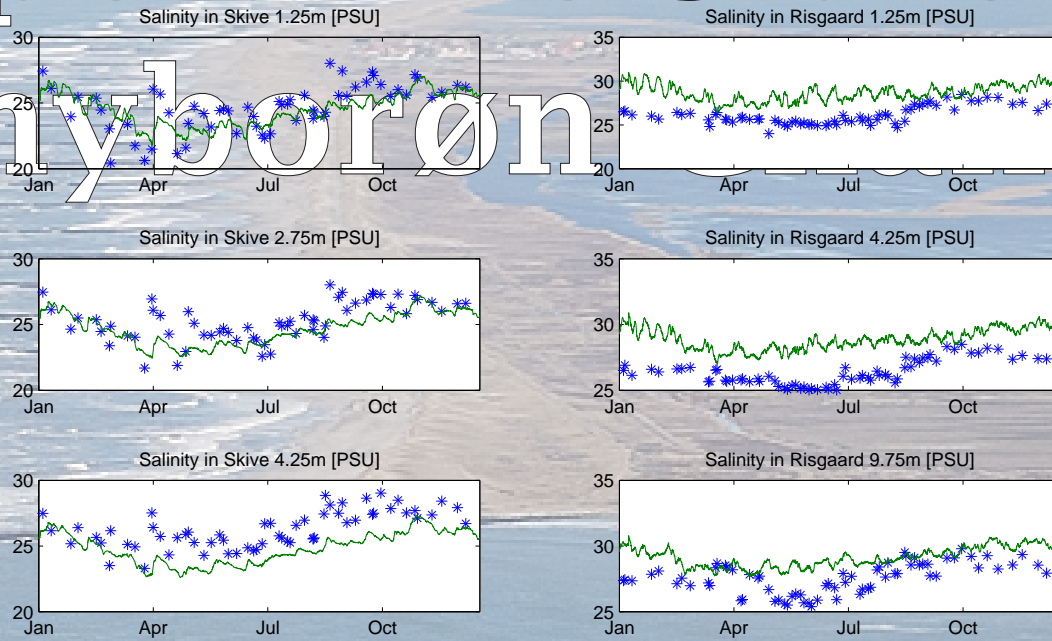 Salinity in Skive 1.25m [PSU]
30
25
20
Jan Apr Jul Oct
Salinity in Risgaard 1.25m [PSU]
35
30
25
20
Jan Apr Jul Oct
Salinity in Skive 2.75m [PSU]
30
25
20
Jan Apr Jul Oct
Salinity in Risgaard 4.25m [PSU]
35
30
25
Jan Apr Jul Oct
Salinity in Skive 4.25m [PSU]
30
25
20
Jan Apr Jul Oct
Salinity in Risgaard 9.75m [PSU]
35
30
25
Jan Apr Jul Oct